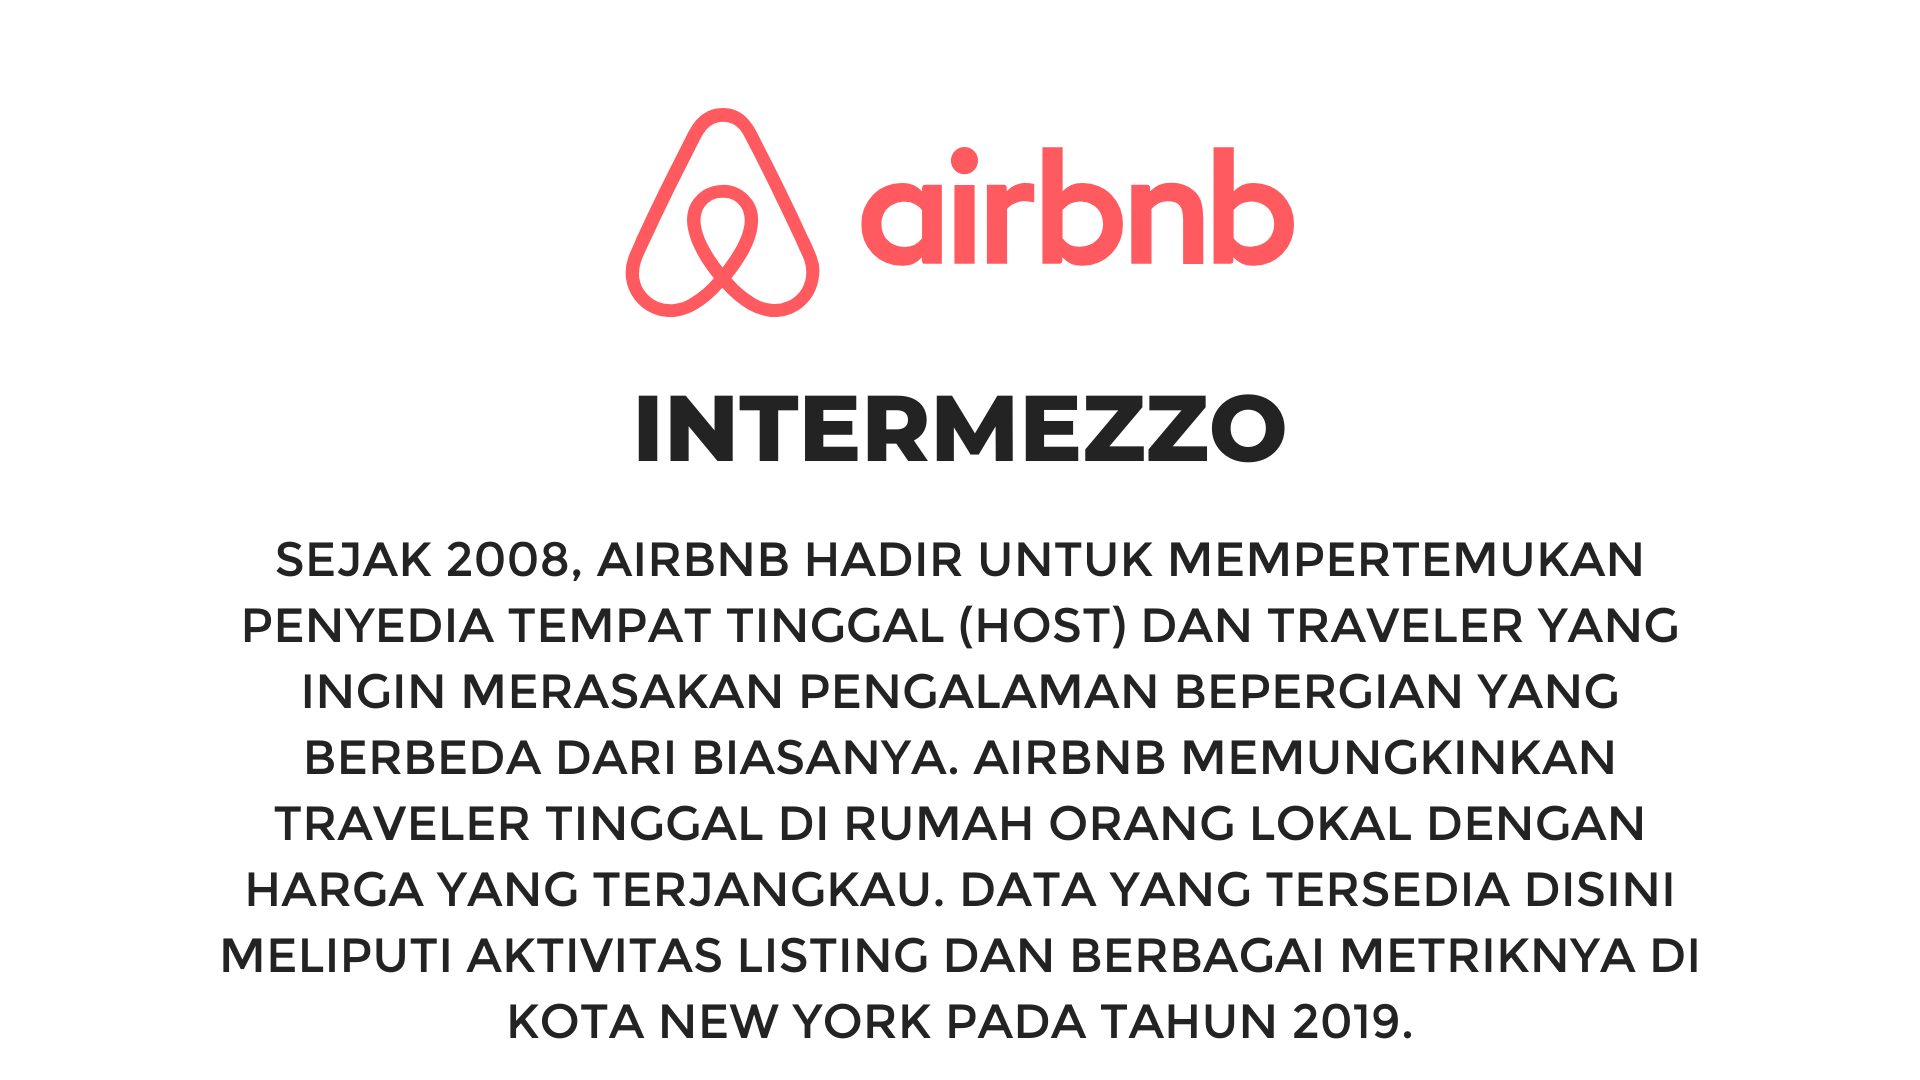 airbnb
INTERMEZZO
SEJAK 2008, AIRBNB HADIR UNTUK MEMPERTEMUKAN
PENYEDIA TEMPAT TINGGAL (HOST) DAN TRAVELER YANG
INGIN MERASAKAN PENGALAMAN BEPERGIAN YANG
BERBEDA DARI BIASANYA. AIRBNB MEMUNGKINKAN
TRAVELER TINGGAL DI RUMAH ORANG LOKAL DENGAN
HARGA YANG TERJANGKAU. DATA YANG TERSEDIA DISINI
MELIPUTI AKTIVITAS LISTING DAN BERBAGAI METRIKNYA DI
KOTA NEW YORK PADA TAHUN 2019.